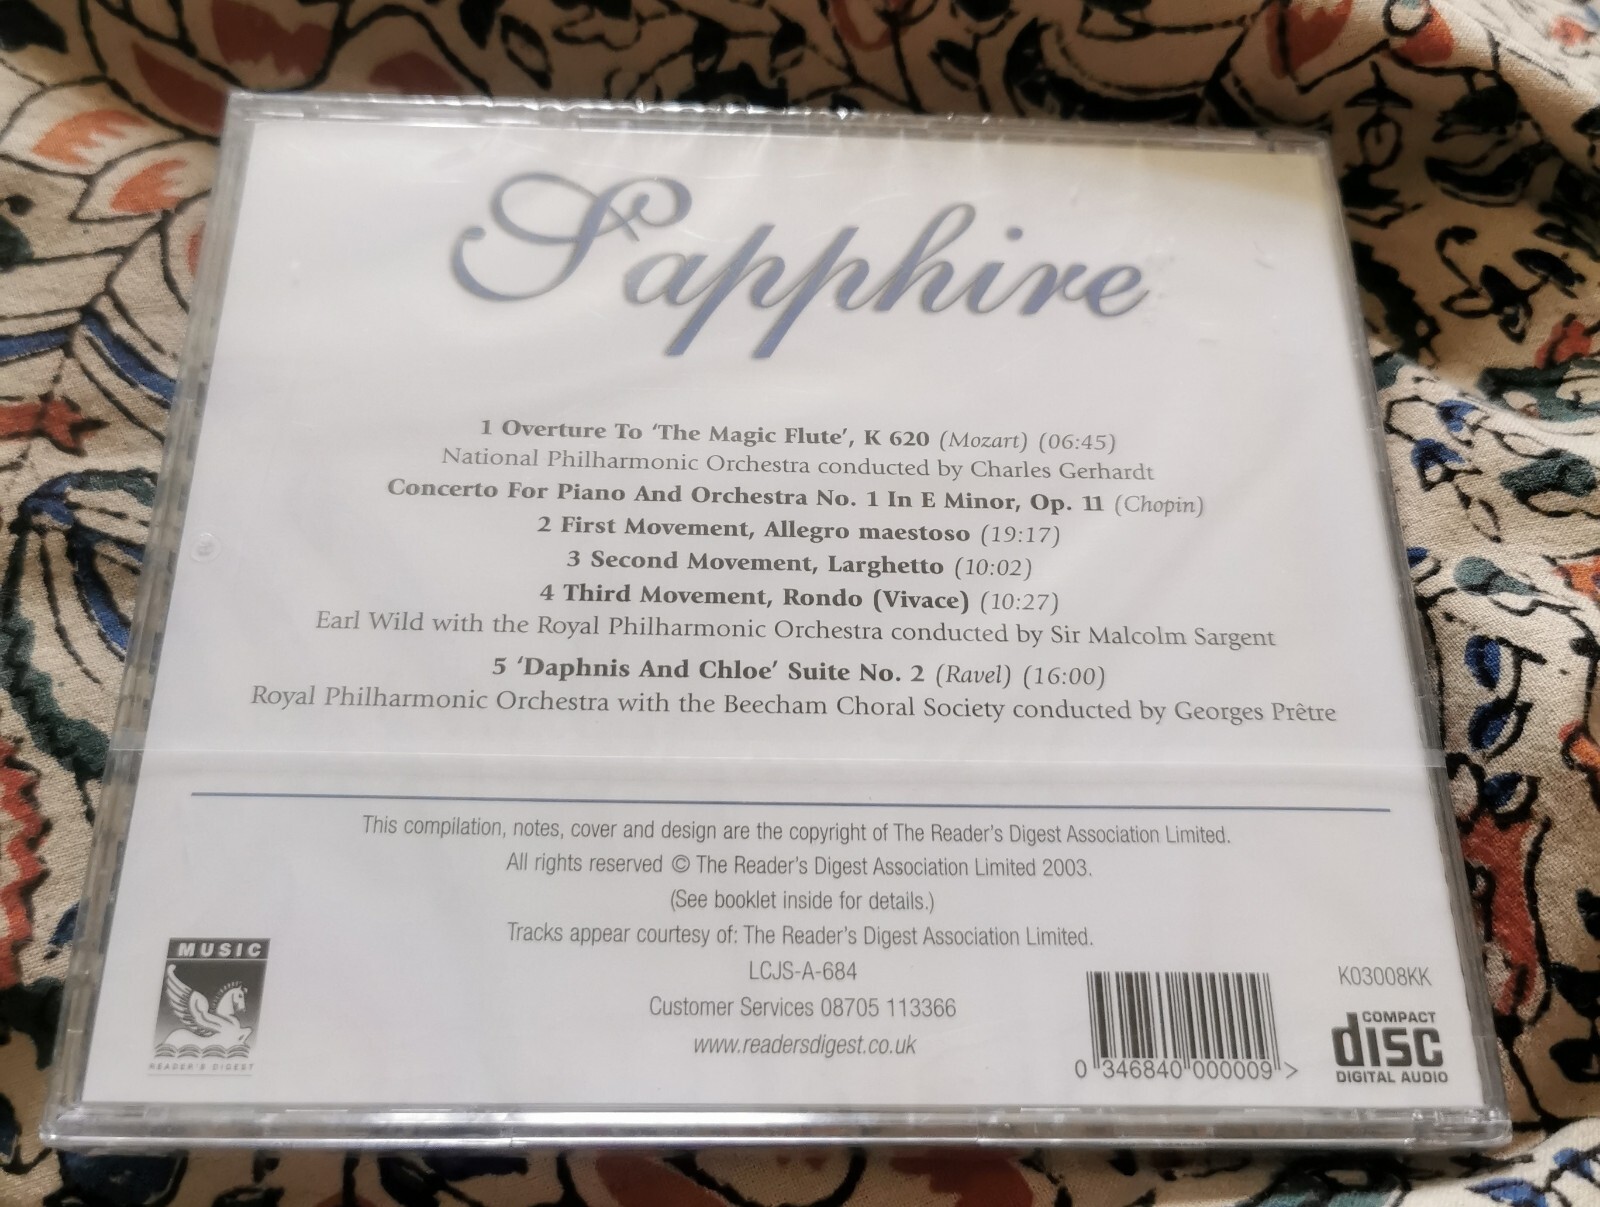 Sapphire
1 Overture To ‘The Magic Flute’, K 620 (Mozart) (06:45)
National Philharmonic Orchestra conducted by Charles Gerhardt
Concerto For Piano And Orchestra No. 1 In E Minor, Op. 11 (Chopin)
2 First Movement, Allegro maestoso (19:17)
3 Second Movement, Larghetto (10:02)
4 Third Movement, Rondo (Vivace) (10:27)
Earl Wild with the Royal Philharmonic Orchestra conducted by Sir Malcolm Sargent
5 ‘Daphnis And Chloe’ Suite No. 2 (Ravel) (16:00)
Royal Philharmonic Orchestra with the Beecham Choral Society conducted by Georges Prêtre
This compilation, notes, cover and design are the copyright of The Reader's Digest Association Limited.
All rights reserved © The Reader's Digest Association Limited 2003.
(See booklet inside for details.)
Tracks appear courtesy of: The Reader's Digest Association Limited.
LCJS-A-684
Customer Services 08705 113366
www.readersdigest.co.uk
MUSIC
READER'S DIGEST
0 346840 000009 >
K03008KK
COMPACT
disc
DIGITAL AUDIO